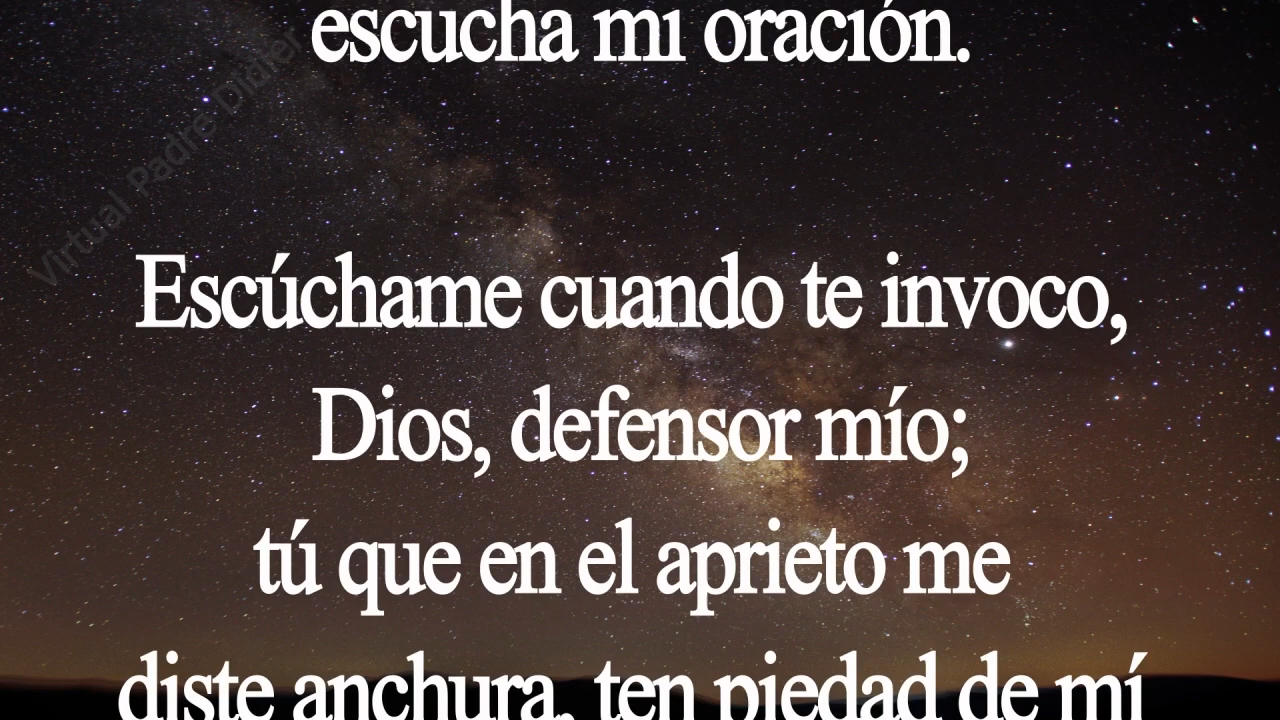 escucha mi oración.
Virtual Padre Didier
Escúchame cuando te invoco,
Dios, defensor mío;
tú que en el aprieto me
diste anchura, ten piedad de mí